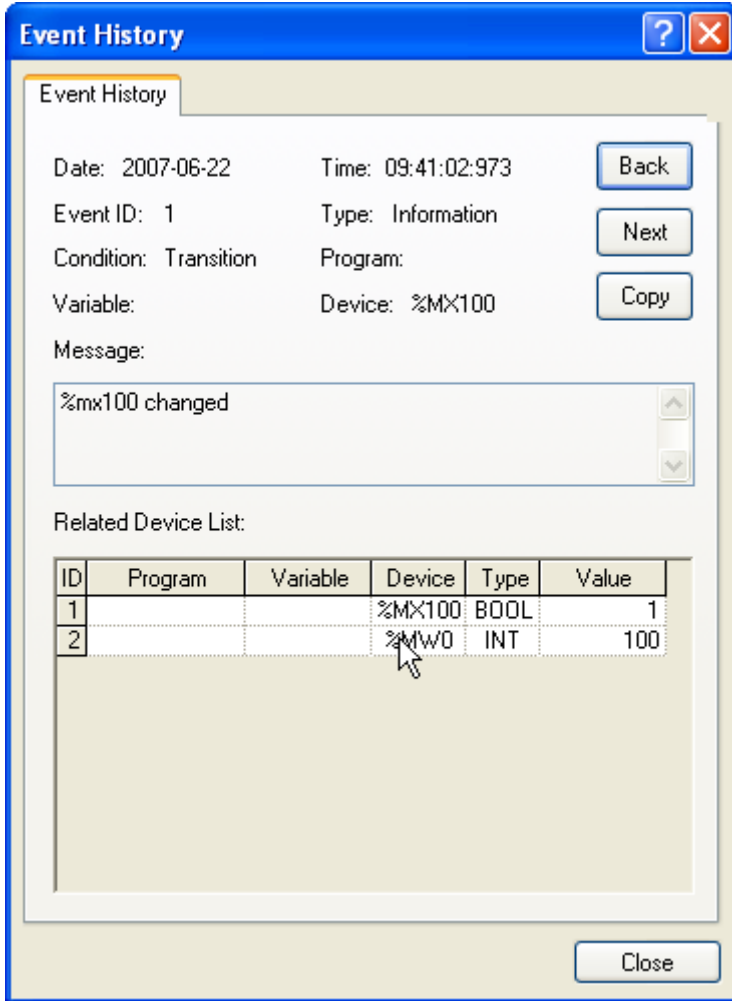 Event History
Event History
Date: 2007-06-22 Time: 09:41:02:973 Back
Event ID: 1 Type: Information Next
Condition: Transition Program:
Variable: Device: %MX100 Copy
Message:
%mx100 changed
Related Device List:
ID Program Variable Device Type Value
1 %MX100 BOOL 1
2 %MW0 INT 100
Close